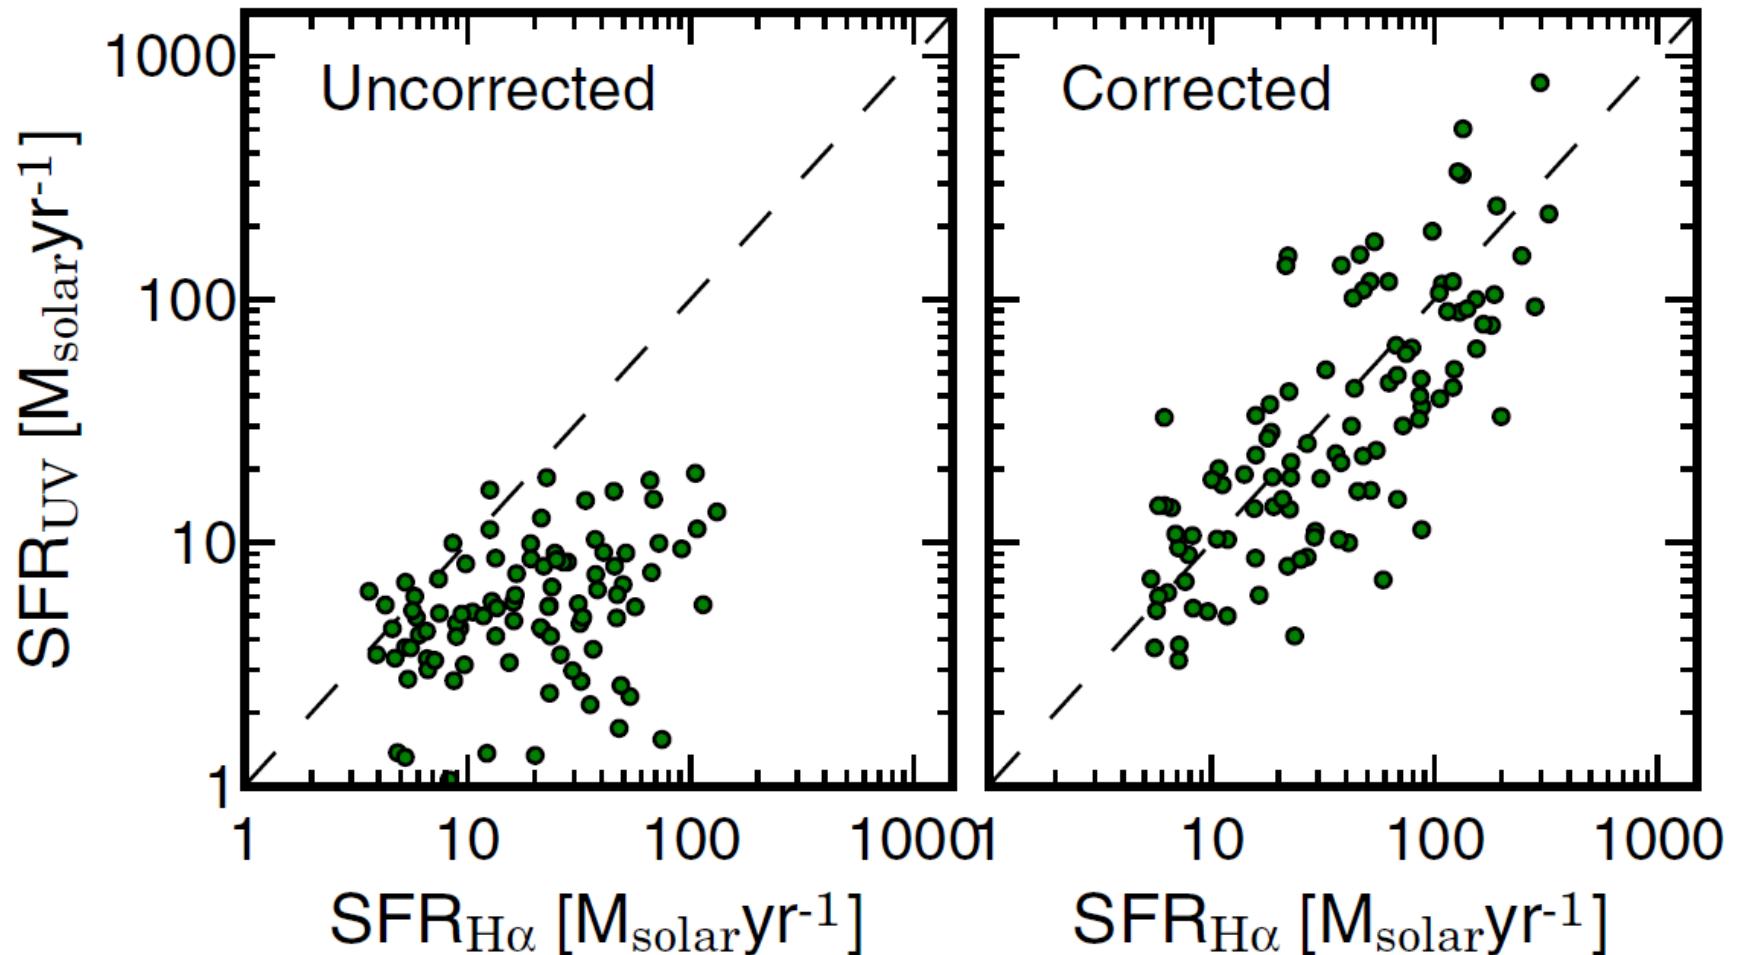 Uncorrected
Corrected
1000
100
10
1
SFR_UV [M_solar yr^-1]
1 10 100 1000
1 10 100 1000
SFR_Hα [M_solar yr^-1]
SFR_Hα [M_solar yr^-1]